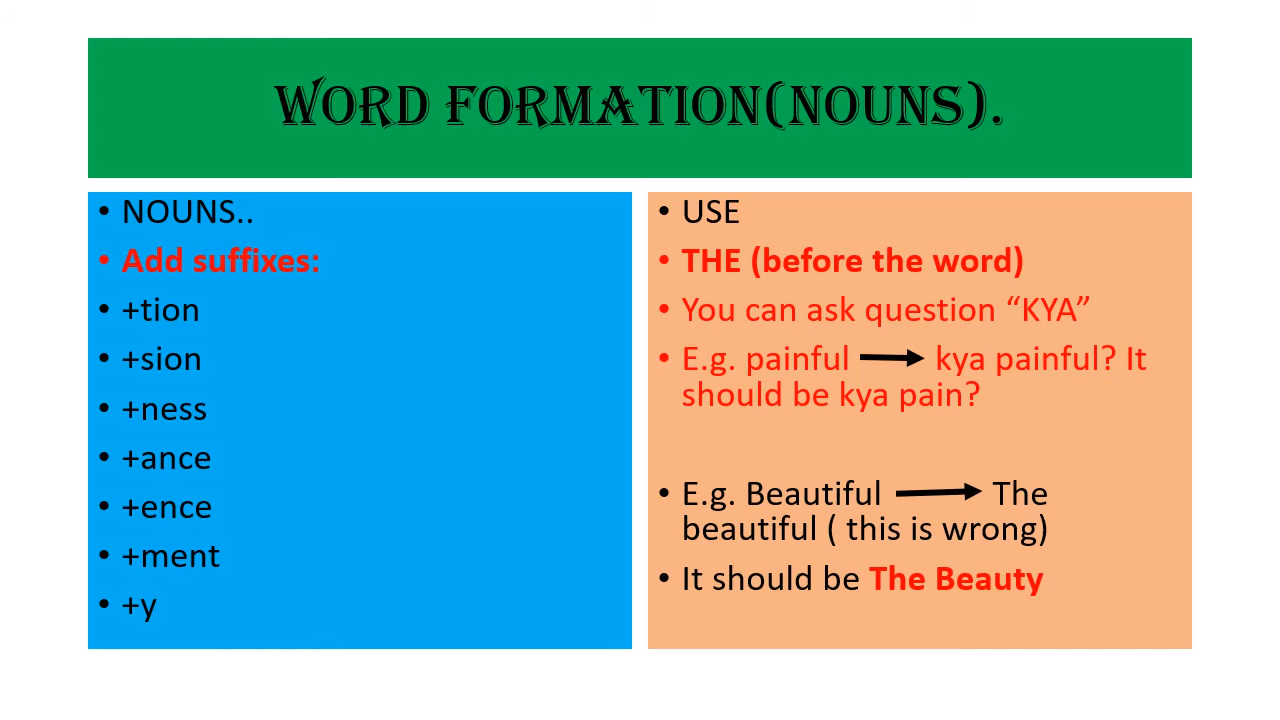 WORD FORMATION(NOUNS).
• NOUNS..
• Add suffixes:
• +tion
• +sion
• +ness
• +ance
• +ence
• +ment
• +y
• USE
• THE (before the word)
• You can ask question “KYA”
• E.g. painful → kya painful? It
should be kya pain?
• E.g. Beautiful → The
beautiful ( this is wrong)
• It should be The Beauty